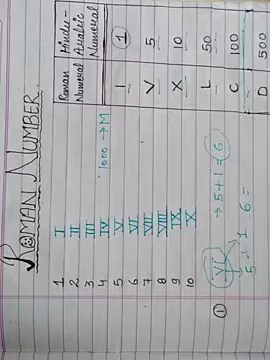 ROMAN NUMBER
Roman Numeral | Hindu-Arabic Numeral
I | 1
V | 5
X | 10
L | 50
C | 100
D | 500
1000 → M
1 I
2 II
3 III
4 IV
5 V
6 VI
7 VII
8 VIII
9 IX
10 X
① VI → 5+1=6
5 1
6=